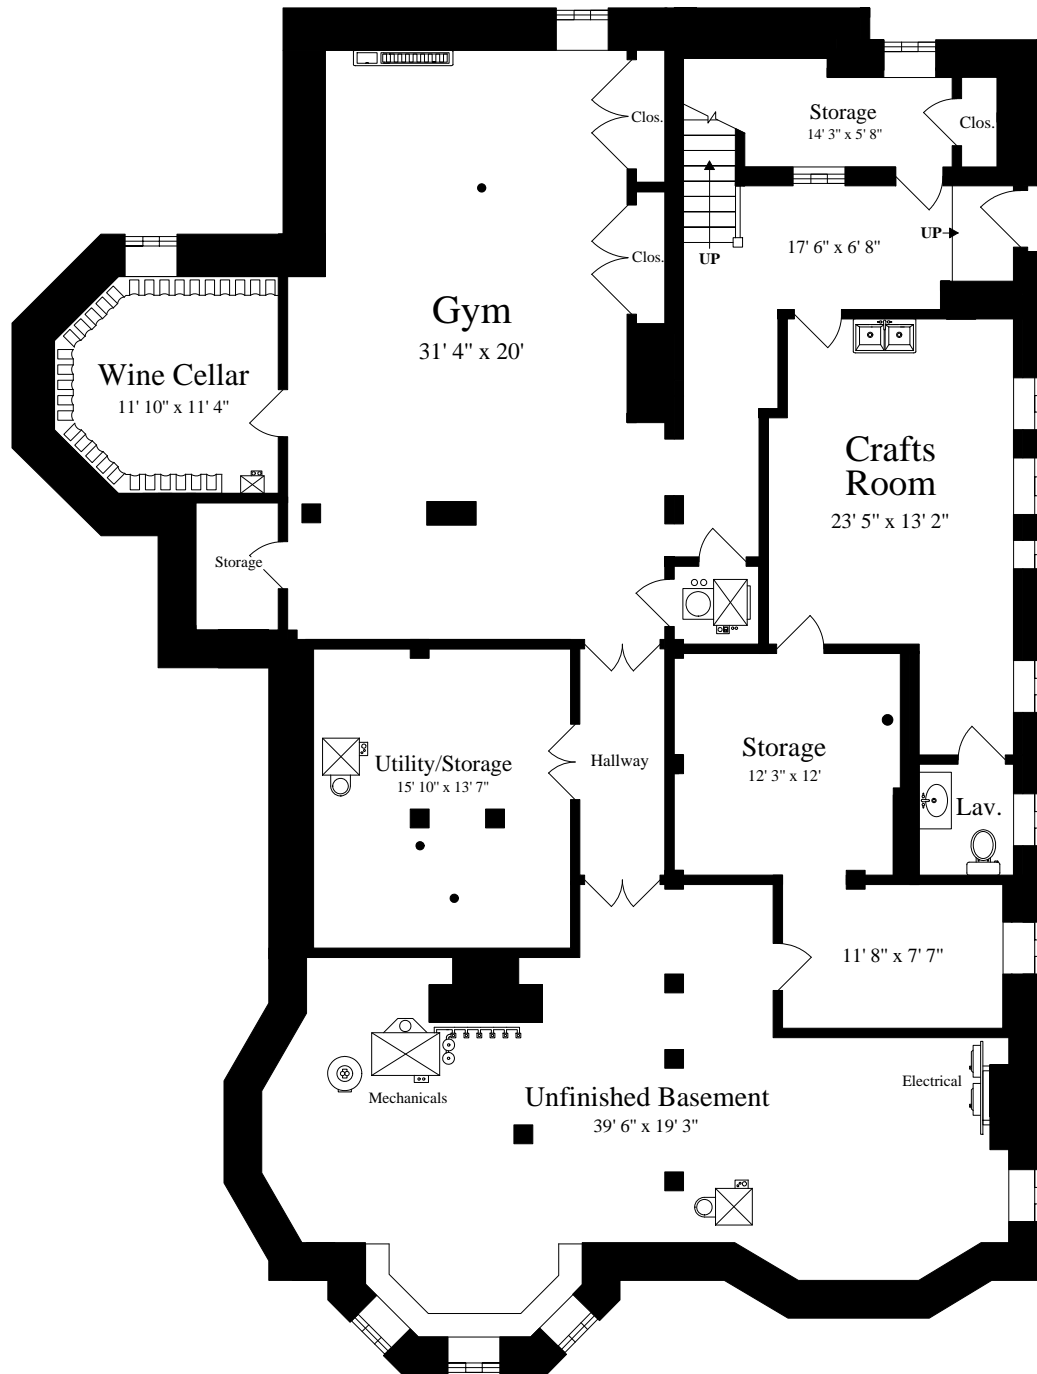 Storage
14' 3" x 5' 8"
Clos.
Clos.
UP
17' 6" x 6' 8"
Clos.
UP
Gym
31' 4" x 20'
Wine Cellar
11' 10" x 11' 4"
Crafts
Room
23' 5" x 13' 2"
Storage
Utility/Storage
15' 10" x 13' 7"
Hallway
Storage
12' 3" x 12'
Lav.
11' 8" x 7' 7"
Mechanicals
Unfinished Basement
39' 6" x 19' 3"
Electrical